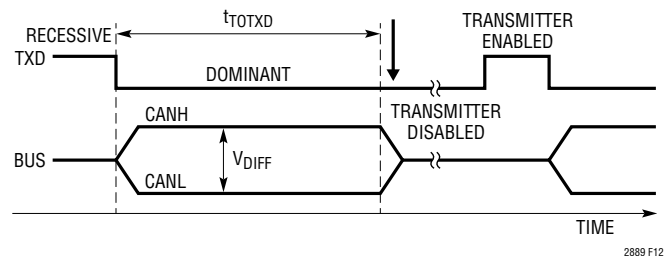 tTOTXD
TRANSMITTER
ENABLED
RECESSIVE
TXD
DOMINANT
TRANSMITTER
DISABLED
CANH
BUS
VDIFF
CANL
TIME
2889 F12